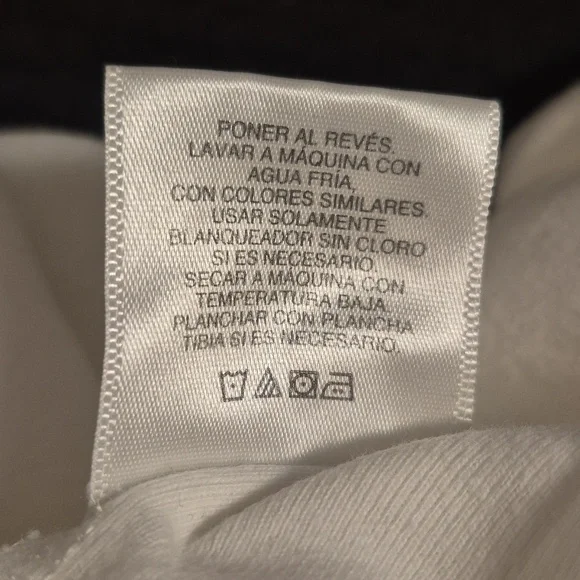 PONER AL REVÉS.
LAVAR A MÁQUINA CON
AGUA FRÍA,
CON COLORES SIMILARES.
USAR SOLAMENTE
BLANQUEADOR SIN CLORO
SI ES NECESARIO.
SECAR A MÁQUINA CON
TEMPERATURA BAJA.
PLANCHAR CON PLANCHA
TIBIA SI ES NECESARIO.